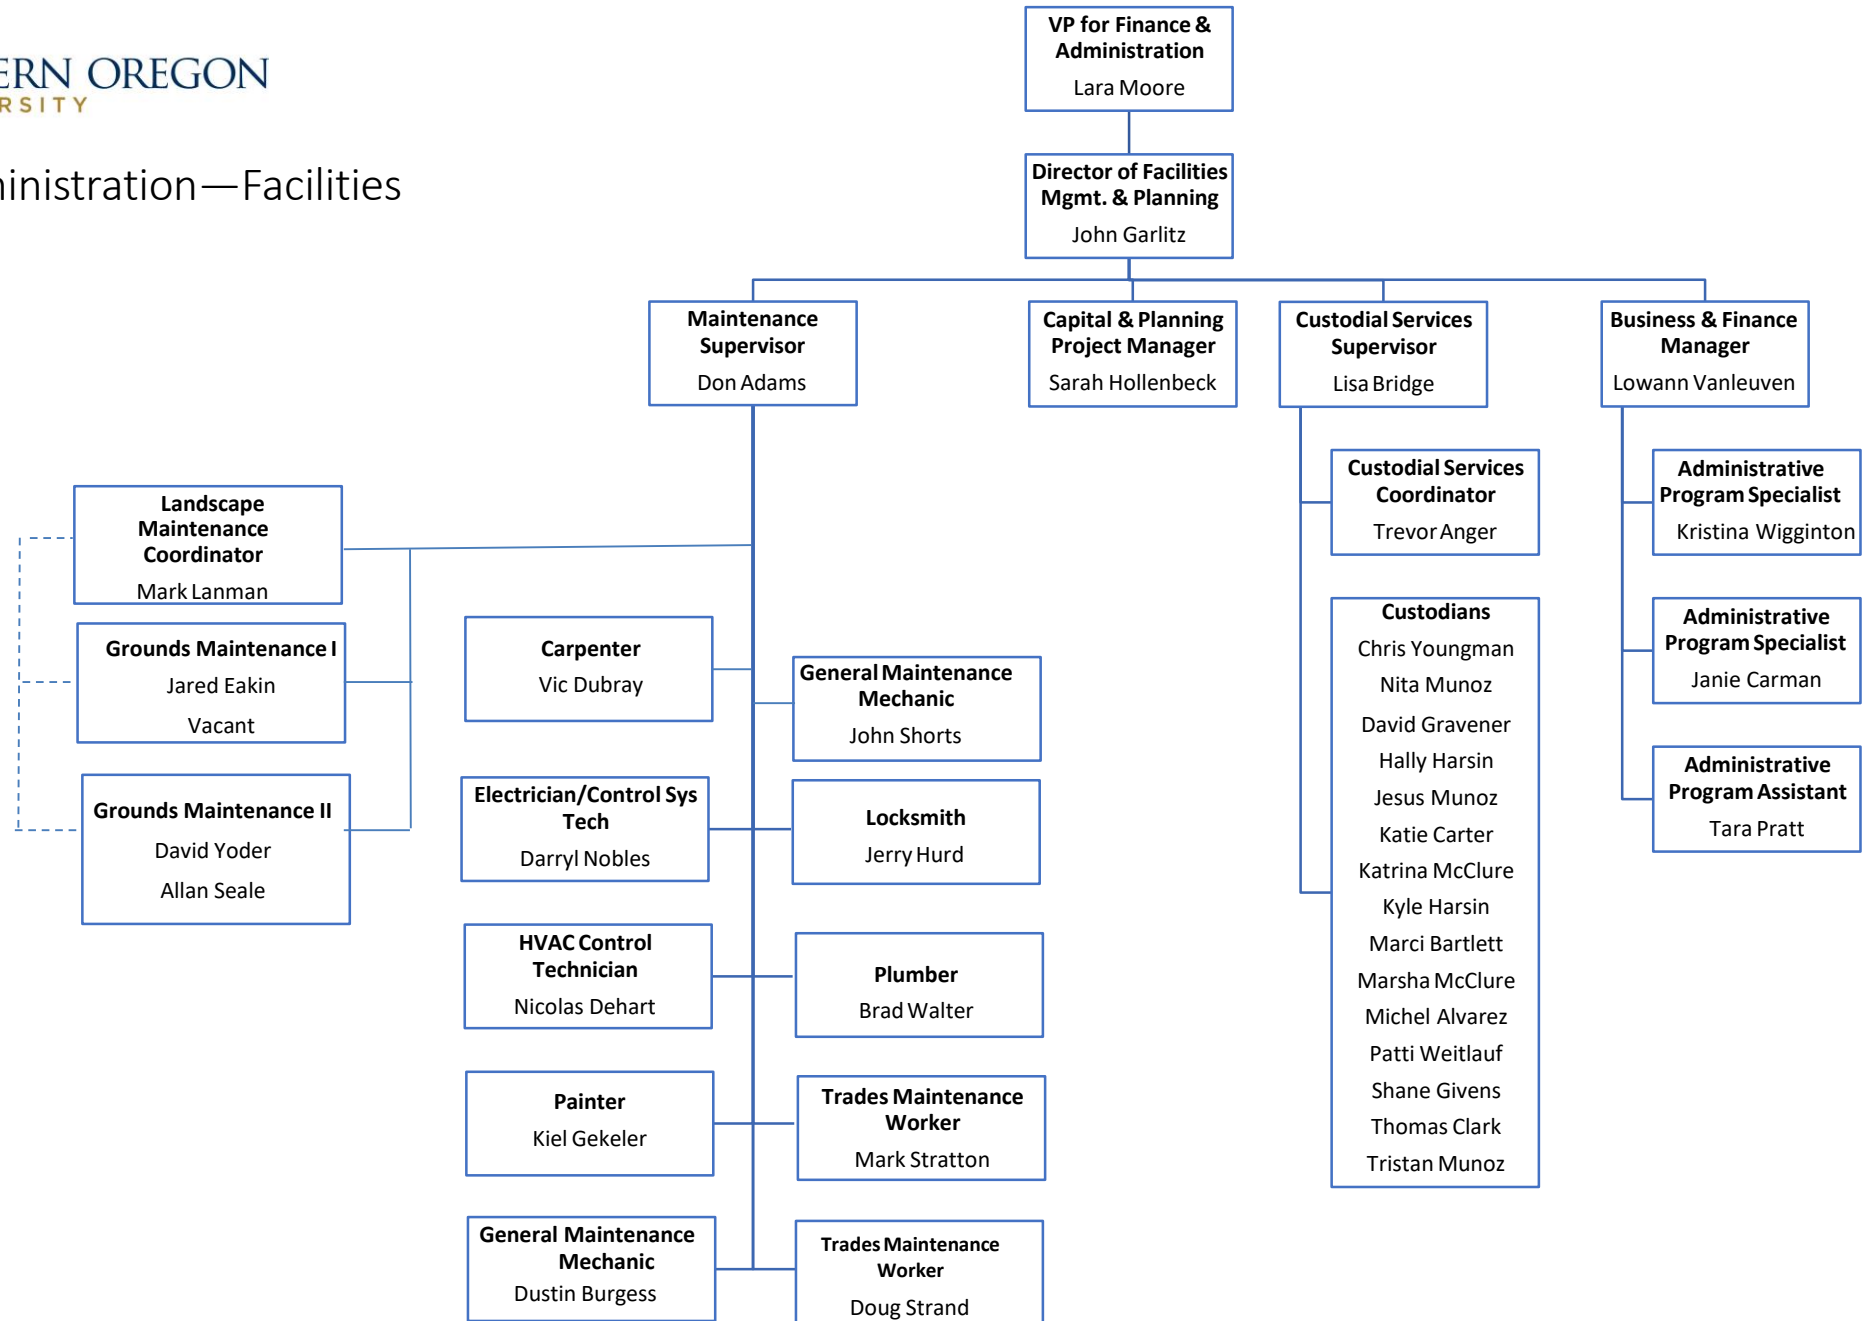 ERN OREGON
RSITY
ministration—Facilities
VP for Finance &
Administration
Lara Moore
Director of Facilities
Mgmt. & Planning
John Garlitz
Maintenance
Supervisor
Don Adams
Capital & Planning
Project Manager
Sarah Hollenbeck
Custodial Services
Supervisor
Lisa Bridge
Business & Finance
Manager
Lowann Vanleuven
Landscape
Maintenance
Coordinator
Mark Lanman
Grounds Maintenance I
Jared Eakin
Vacant
Grounds Maintenance II
David Yoder
Allan Seale
Carpenter
Vic Dubray
General Maintenance
Mechanic
John Shorts
Electrician/Control Sys
Tech
Darryl Nobles
Locksmith
Jerry Hurd
HVAC Control
Technician
Nicolas Dehart
Plumber
Brad Walter
Painter
Kiel Gekeler
Trades Maintenance
Worker
Mark Stratton
General Maintenance
Mechanic
Dustin Burgess
Trades Maintenance
Worker
Doug Strand
Custodial Services
Coordinator
Trevor Anger
Custodians
Chris Youngman
Nita Munoz
David Gravener
Hally Harsin
Jesus Munoz
Katie Carter
Katrina McClure
Kyle Harsin
Marci Bartlett
Marsha McClure
Michel Alvarez
Patti Weitlauf
Shane Givens
Thomas Clark
Tristan Munoz
Administrative
Program Specialist
Kristina Wigginton
Administrative
Program Specialist
Janie Carman
Administrative
Program Assistant
Tara Pratt